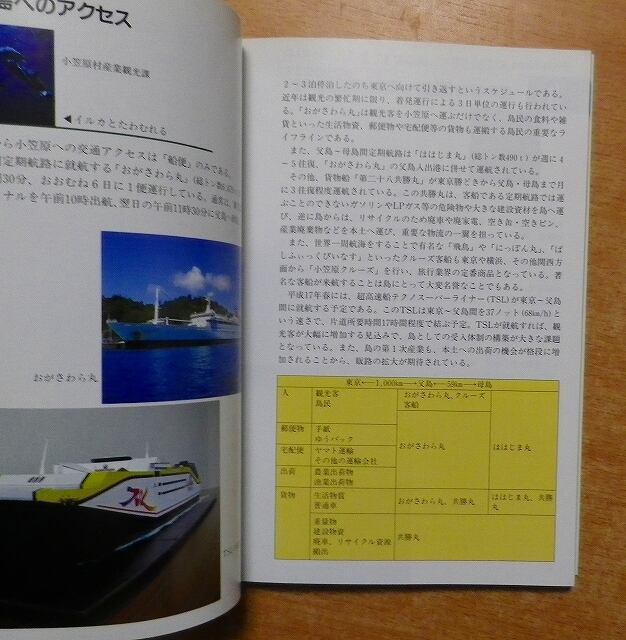 島へのアクセス
小笠原村産業観光課
◀イルカとたわむれる
から小笠原への交通アクセスは「船便」のみである。
定期航路に就航する「おがさわら丸」(総トン数
30分、おおむね6日に1便運行している。通常は、
ナルを午前10時出航、翌日の午前11時30分に父島
おがさわら丸
2~3泊停泊したのち東京へ向けて引き返すというスケジュールである。
近年は観光の繁忙期に限り、着発運行による3日単位の運行も行われてい
る。「おがさわら丸」は観光客を小笠原へ運ぶだけでなく、島民の食料や雑
貨といった生活物資、郵便物や宅配便等の貨物も運搬する島民の重要なラ
イフラインである。
また、父島~母島間定期航路は「ははじま丸」(総トン数490t)が週に4
~5往復、「おがさわら丸」の父島入出港に併せて運航されている。
その他、貨物船「第二十八共勝丸」が東京勝どきから父島・母島まで月
に3往復程度運航されている。この共勝丸は、客船である定期航路では運
ぶことのできないガソリンやLPガス等の危険物や大きな建設資材を島へ運
び、逆に島からは、リサイクルのため廃車や廃家電、空き缶・空きビン、
産業廃棄物などを本土へ運び、重要な物流の一翼を担っている。
また、世界一周航海をすることで有名な「飛鳥」や「にっぽん丸」、「ぱ
しふぃっくびいなす」といったクルーズ客船も東京や横浜、その他関西方
面から「小笠原クルーズ」を行い、旅行業界の定番商品となっている。著
名な客船が来航することは島にとって大変名誉なことでもある。
平成17年春には、超高速船テクノスーパーライナー(TSL)が東京-父島
間に就航する予定である。このTSLは東京~父島間を37ノット(68km/h)と
いう速さで、片道所要時間17時間程度で結ぶ予定。TSLが就航すれば、観
光客が大幅に増加する見込みで、島としての受入体制の構築が大きな課題
となっている。また、島の第1次産業も、本土への出荷の機会が格段に増
加されることから、販路の拡大が期待されている。
東京←1,000km→父島←59km→母島
人 観光客 おがさわら丸、クルーズ
島民 客船
郵便物 手紙
ゆうパック
おがさわら丸 ははじま丸
宅配便 ヤマト運輸
その他の運輸会社
出荷 農業出荷物
漁業出荷物
貨物 生活物資 おがさわら丸、共勝丸 ははじま丸、共勝
普通車 丸
重量物
建設物資
廃車、リサイクル資源 共勝丸
搬出